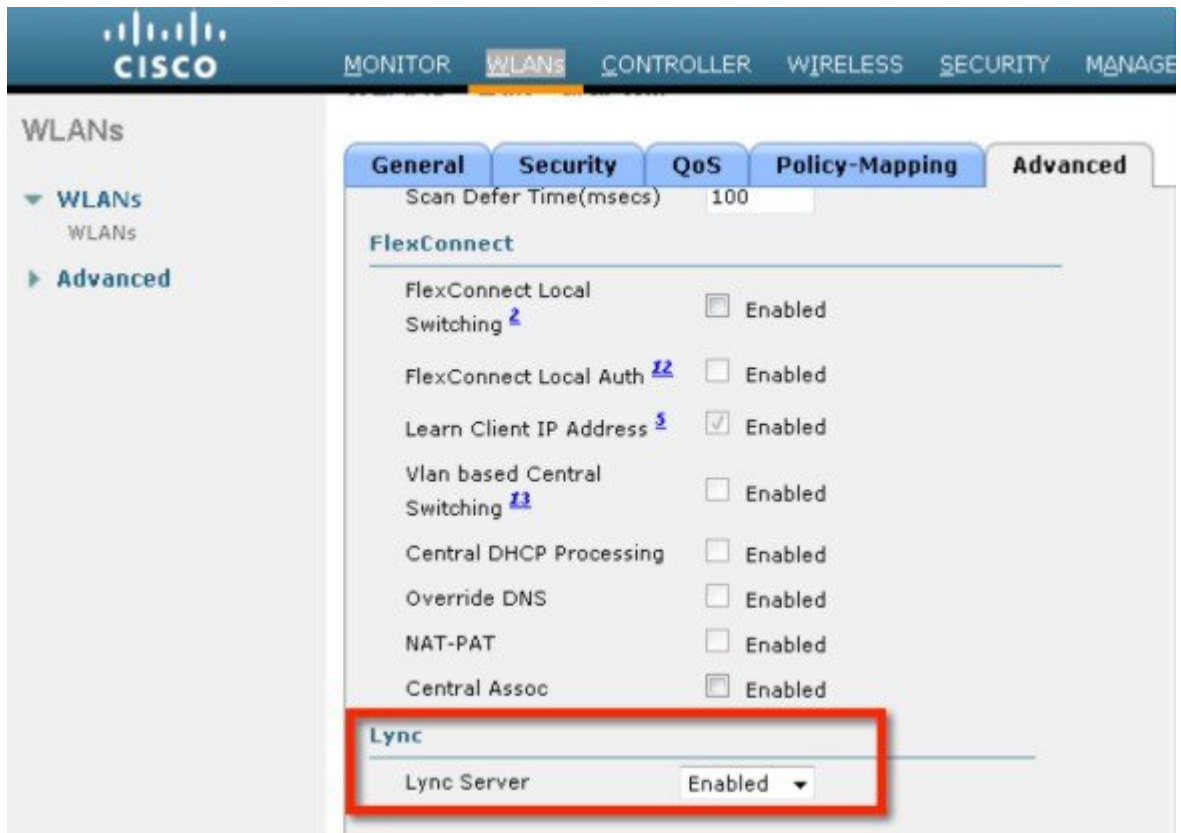 CISCO
MONITOR WLANs CONTROLLER WIRELESS SECURITY MANAGE
WLANs
WLANs
WLANs
Advanced
General Security QoS Policy-Mapping Advanced
Scan Defer Time(msecs) 100
FlexConnect
FlexConnect Local
Switching 2 Enabled
FlexConnect Local Auth 12 Enabled
Learn Client IP Address 5 Enabled
Vlan based Central
Switching 13 Enabled
Central DHCP Processing Enabled
Override DNS Enabled
NAT-PAT Enabled
Central Assoc Enabled
Lync
Lync Server Enabled